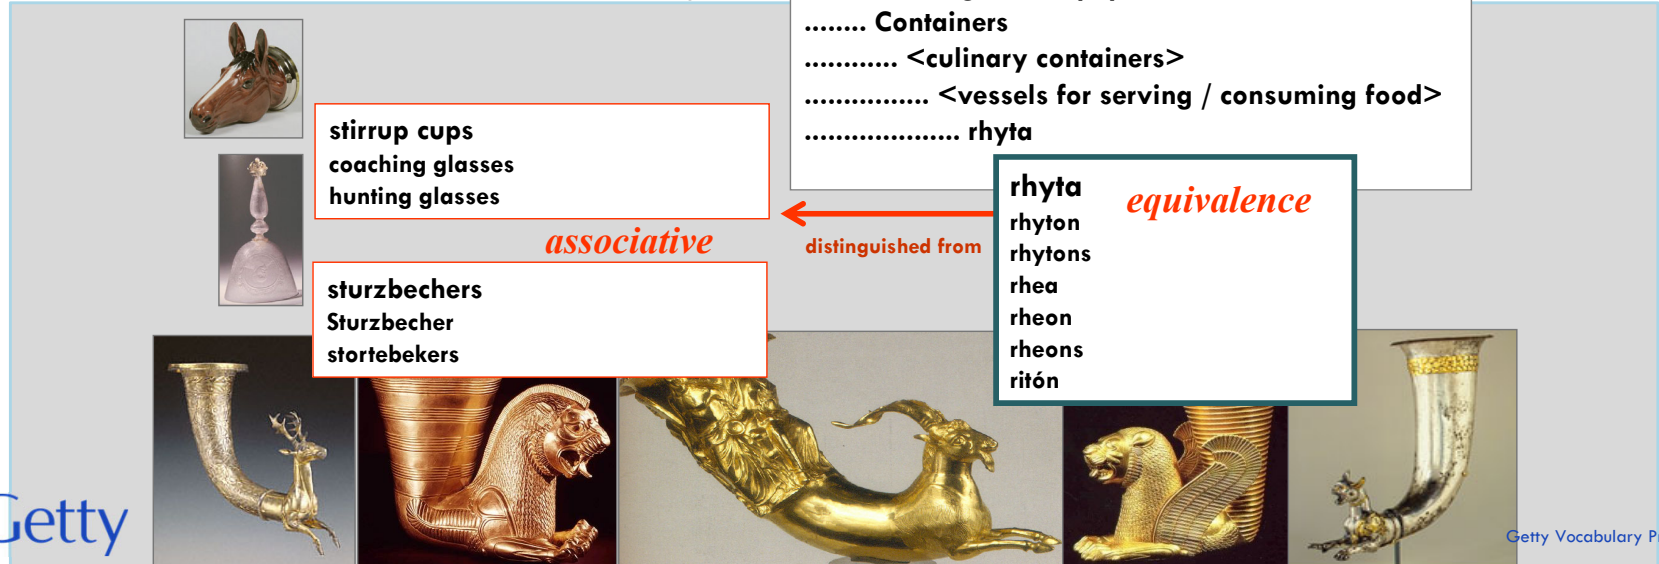 ........ Containers
............ <culinary containers>
................ <vessels for serving / consuming food>
.................... rhyta
stirrup cups
coaching glasses
hunting glasses
rhyta
equivalence
rhyton
rhytons
rhea
rheon
rheons
ritón
associative
distinguished from
sturzbechers
Sturzbecher
stortebekers
Getty
Getty Vocabulary